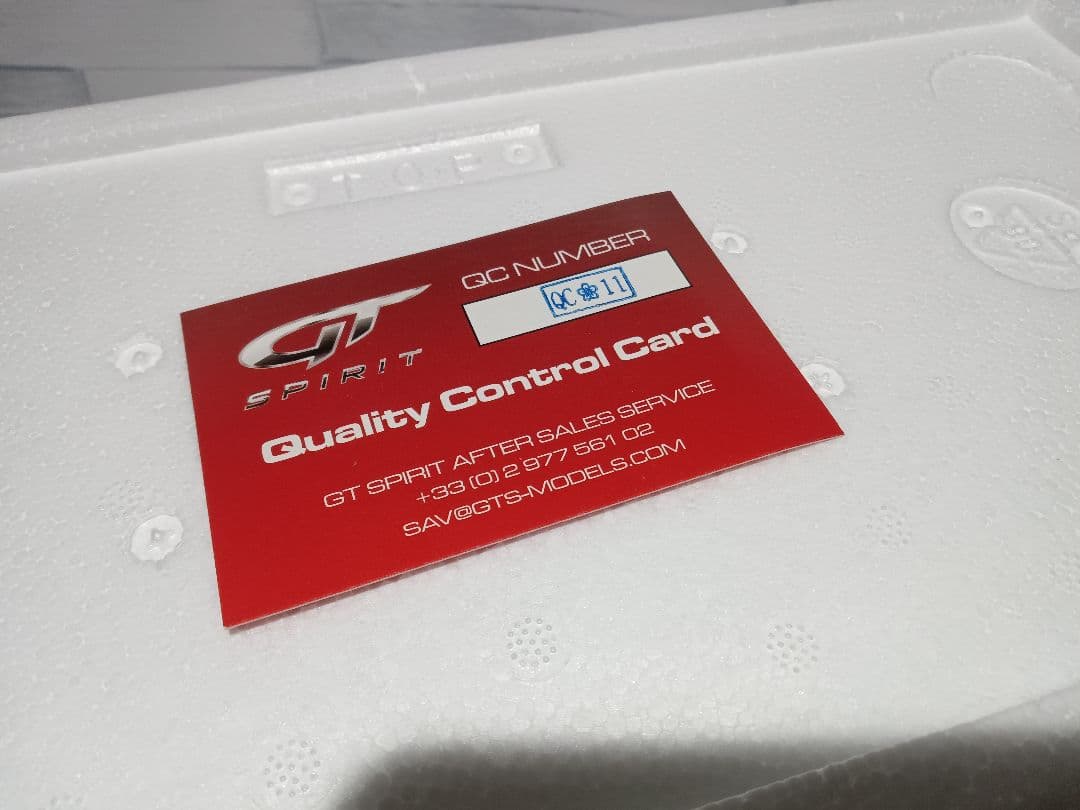 TOP
GT
SPIRIT
QC NUMBER
QC❀11
Quality Control Card
GT SPIRIT AFTER SALES SERVICE
+33 (0) 2 977 561 02
SAV@GTS-MODELS.COM